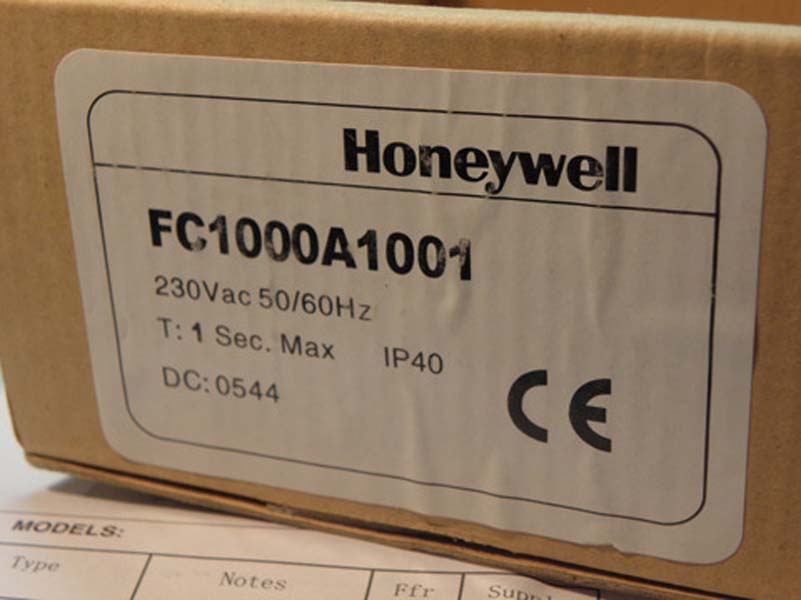 Honeywell
FC1000A1001
230Vac 50/60Hz
T: 1 Sec. Max IP40
DC: 0544
CE
MODELS:
Type Notes Ffr